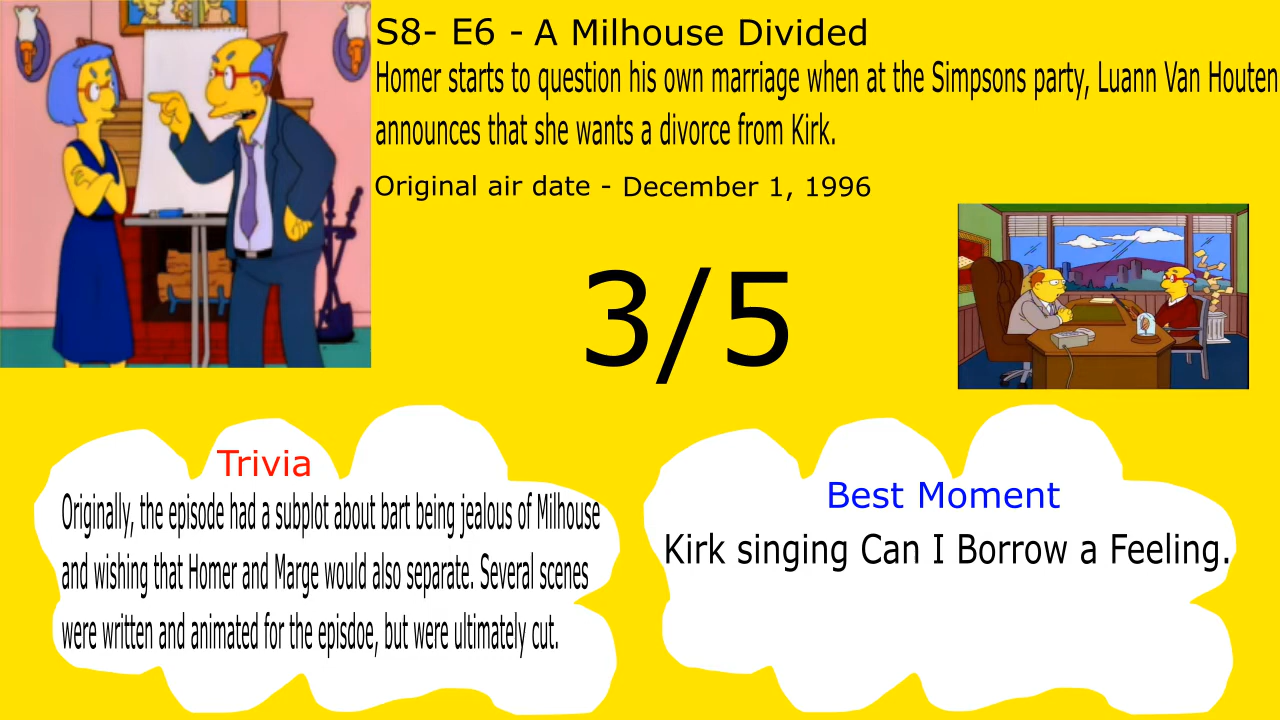 S8- E6 - A Milhouse Divided
Homer starts to question his own marriage when at the Simpsons party, Luann Van Houten
announces that she wants a divorce from Kirk.
Original air date - December 1, 1996
3/5
Trivia
Originally, the episode had a subplot about bart being jealous of Milhouse
and wishing that Homer and Marge would also separate. Several scenes
were written and animated for the episdoe, but were ultimately cut.
Best Moment
Kirk singing Can I Borrow a Feeling.